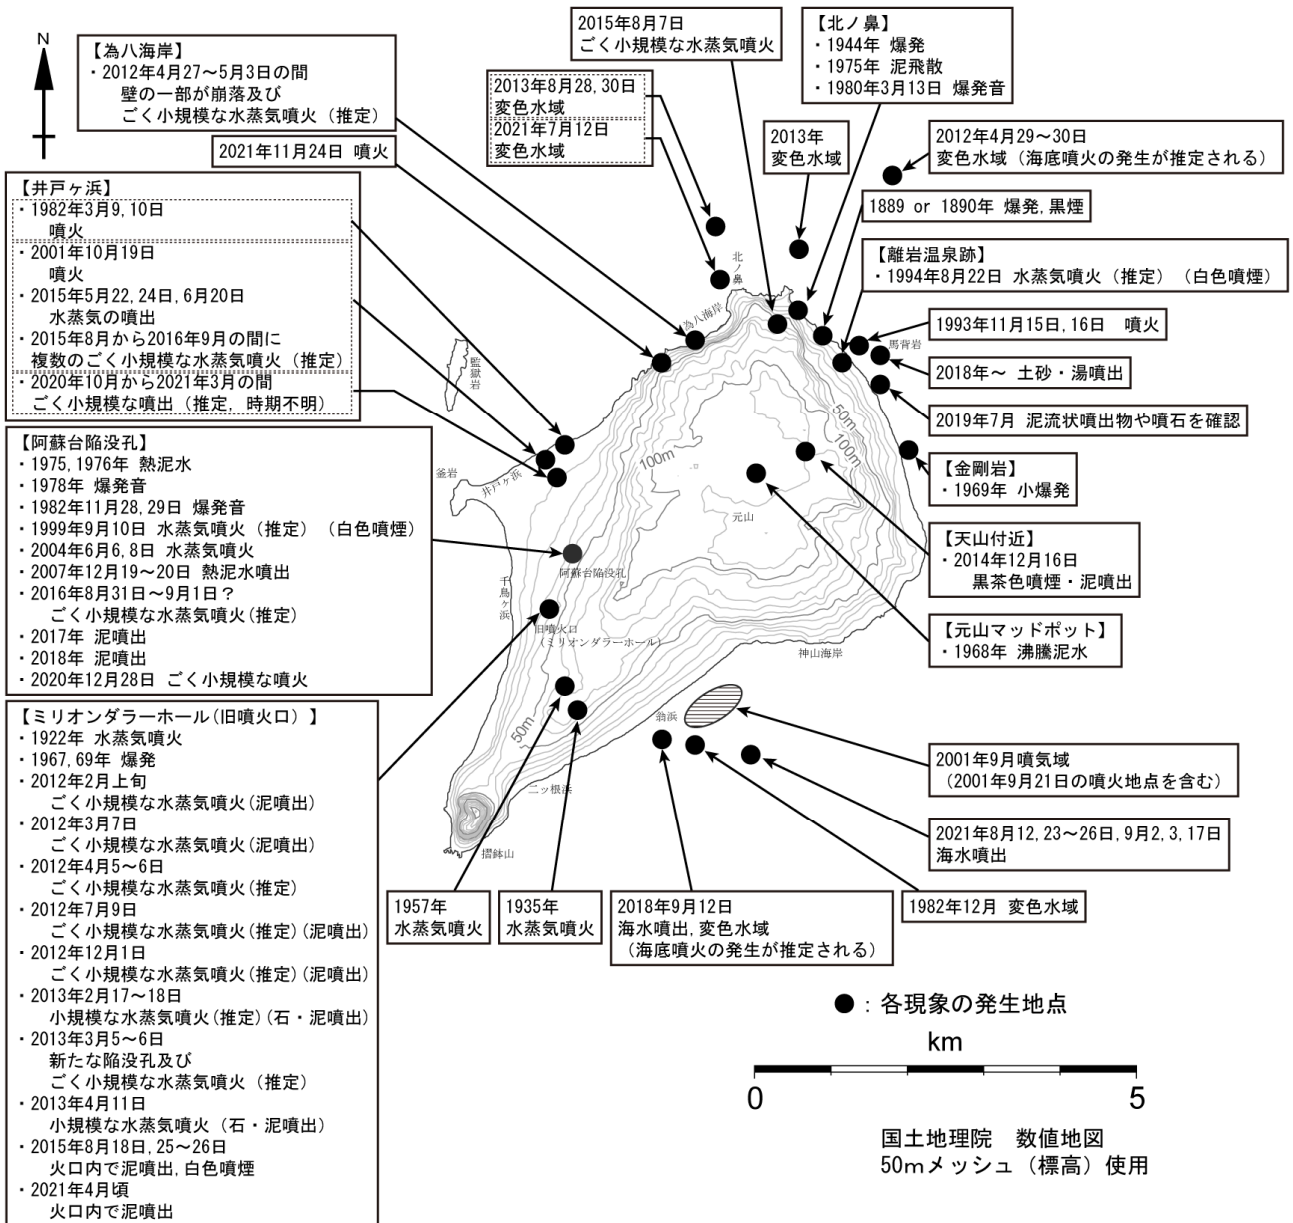 N
【為八海岸】
・2012年4月27～5月3日の間
壁の一部が崩落及び
ごく小規模な水蒸気噴火（推定）
2021年11月24日 噴火
2015年8月7日
ごく小規模な水蒸気噴火
2013年8月28,30日
変色水域
2021年7月12日
変色水域
【北ノ鼻】
・1944年 爆発
・1975年 泥飛散
・1980年3月13日 爆発音
2013年
変色水域
2012年4月29～30日
変色水域（海底噴火の発生が推定される）
1889 or 1890年 爆発,黒煙
【離岩温泉跡】
・1994年8月22日 水蒸気噴火（推定）（白色噴煙）
1993年11月15日,16日　噴火
2018年～ 土砂・湯噴出
2019年7月 泥流状噴出物や噴石を確認
【金剛岩】
・1969年 小爆発
【天山付近】
・2014年12月16日
黒茶色噴煙・泥噴出
【元山マッドポット】
・1968年 沸騰泥水
【井戸ヶ浜】
・1982年3月9,10日
噴火
・2001年10月19日
噴火
・2015年5月22,24日,6月20日
水蒸気の噴出
・2015年8月から2016年9月の間に
複数のごく小規模な水蒸気噴火（推定）
・2020年10月から2021年3月の間
ごく小規模な噴出（推定，時期不明）
【阿蘇台陥没孔】
・1975,1976年 熱泥水
・1978年 爆発音
・1982年11月28,29日 爆発音
・1999年9月10日 水蒸気噴火（推定）（白色噴煙）
・2004年6月6,8日 水蒸気噴火
・2007年12月19～20日 熱泥水噴出
・2016年8月31日～9月1日？
ごく小規模な水蒸気噴火（推定）
・2017年 泥噴出
・2018年 泥噴出
・2020年12月28日 ごく小規模な噴火
【ミリオンダラーホール(旧噴火口）】
・1922年 水蒸気噴火
・1967,69年 爆発
・2012年2月上旬
ごく小規模な水蒸気噴火(泥噴出)
・2012年3月7日
ごく小規模な水蒸気噴火(泥噴出)
・2012年4月5～6日
ごく小規模な水蒸気噴火(推定)
・2012年7月9日
ごく小規模な水蒸気噴火(推定)(泥噴出)
・2012年12月1日
ごく小規模な水蒸気噴火(推定)(泥噴出)
・2013年2月17～18日
小規模な水蒸気噴火(推定)(石・泥噴出)
・2013年3月5～6日
新たな陥没孔及び
ごく小規模な水蒸気噴火（推定）
・2013年4月11日
小規模な水蒸気噴火（石・泥噴出）
・2015年8月18日,25～26日
火口内で泥噴出,白色噴煙
・2021年4月頃
火口内で泥噴出
北ノ鼻
為八海岸
馬背岩
監獄岩
釜岩
井戸ヶ浜
50m
100m
100m
元山
阿蘇台陥没孔
千鳥ヶ浜
旧噴火口
(ミリオンダラーホール)
神山海岸
翁浜
50m
二ッ根浜
摺鉢山
2001年9月噴気域
(2001年9月21日の噴火地点を含む)
2021年8月12,23～26日,9月2,3,17日
海水噴出
1982年12月 変色水域
1957年
水蒸気噴火
1935年
水蒸気噴火
2018年9月12日
海水噴出,変色水域
（海底噴火の発生が推定される）
●：各現象の発生地点
km
0
5
国土地理院　数値地図
50mメッシュ（標高）使用